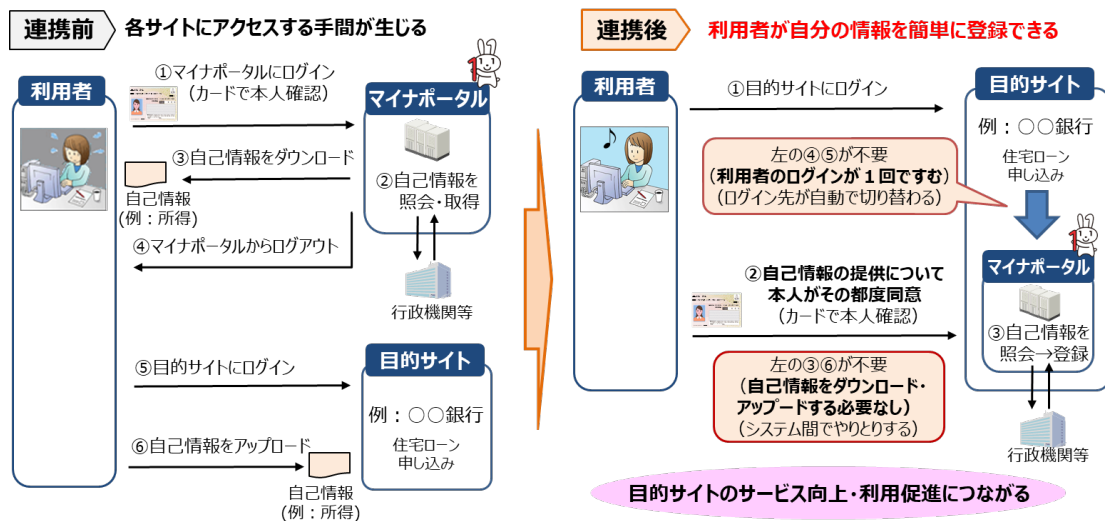 連携前
各サイトにアクセスする手間が生じる
利用者
①マイナポータルにログイン
(カードで本人確認)
マイナポータル
③自己情報をダウンロード
②自己情報を
照会・取得
自己情報
(例：所得)
④マイナポータルからログアウト
行政機関等
⑤目的サイトにログイン
目的サイト
例：○○銀行
住宅ローン
申し込み
⑥自己情報をアップロード
自己情報
(例：所得)
連携後
利用者が自分の情報を簡単に登録できる
利用者
①目的サイトにログイン
目的サイト
例：○○銀行
住宅ローン
申し込み
左の④⑤が不要
(利用者のログインが１回ですむ)
(ログイン先が自動で切り替わる)
マイナポータル
②自己情報の提供について
本人がその都度同意
(カードで本人確認)
③自己情報を
照会→登録
左の③⑥が不要
(自己情報をダウンロード・
アップードする必要なし)
(システム間でやりとりする)
行政機関等
目的サイトのサービス向上・利用促進につながる